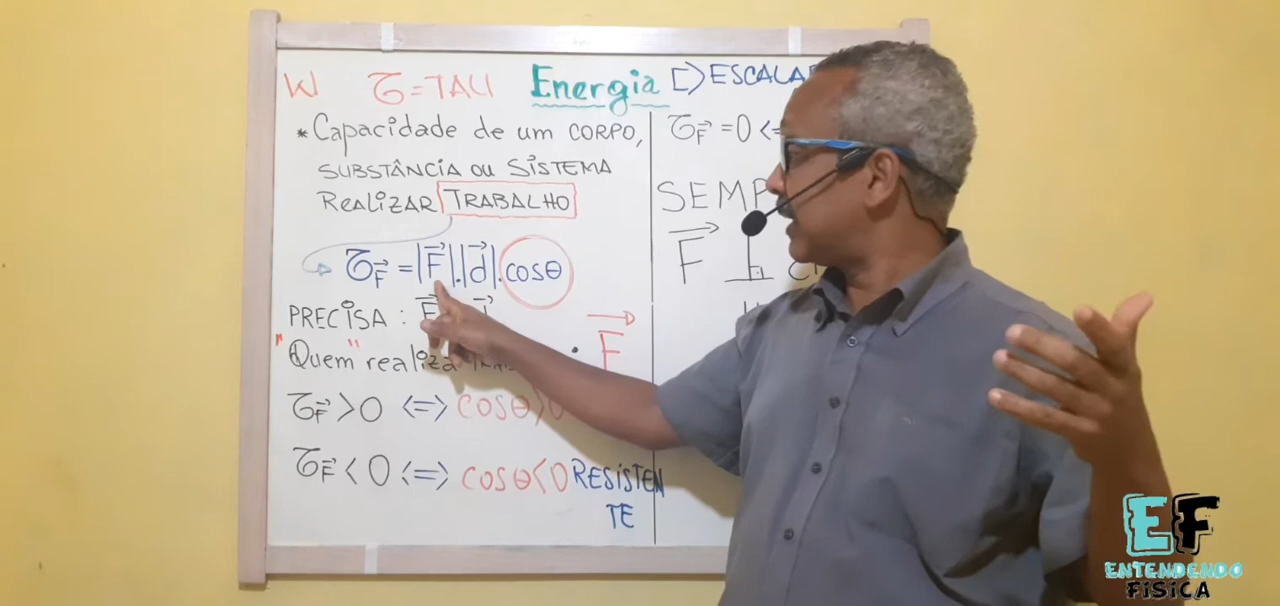 W τ = TAU Energia ESCALAR
* Capacidade de um CORPO,
SUBSTÂNCIA OU SISTEMA
ReaLIZAR TRABALHO
τF⃗ = |F⃗|.|d⃗|.cosθ
PRECISA : F⃗
"Quem" realiza
• F⃗
τF⃗ > 0 <=> cosθ > 0
τF⃗ < 0 <=> cosθ < 0 RESISTEN
TE
τF⃗ = 0 <=
SEMP
F⃗
EF
ENTENDENDO
FÍSICA